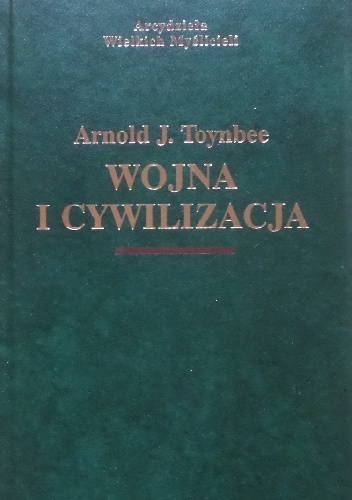 Arcydzieła
Wielkich Myślicieli
Arnold J. Toynbee
WOJNA
I CYWILIZACJA